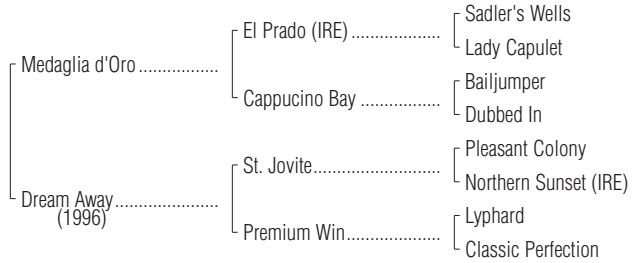 Sadler's Wells
El Prado (IRE) ....................
Lady Capulet
Medaglia d'Oro .................
Bailjumper
Cappucino Bay ..................
Dubbed In
Pleasant Colony
St. Jovite...........................
Northern Sunset (IRE)
Dream Away ......................
(1996)
Lyphard
Premium Win.....................
Classic Perfection